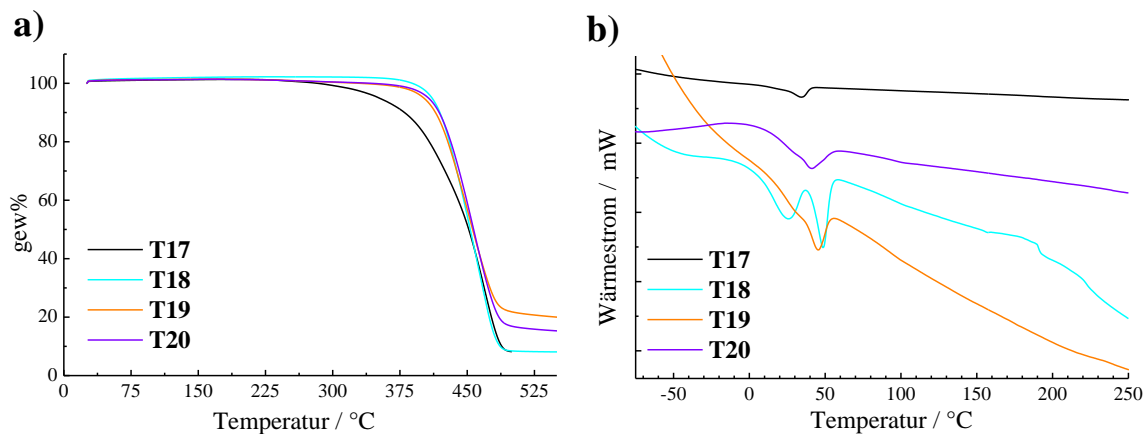 a)
gew%
100
80
60
40
20
0
T17
T18
T19
T20
0 75 150 225 300 375 450 525
Temperatur / °C
b)
Wärmestrom / mW
T17
T18
T19
T20
-50 0 50 100 150 200 250
Temperatur / °C